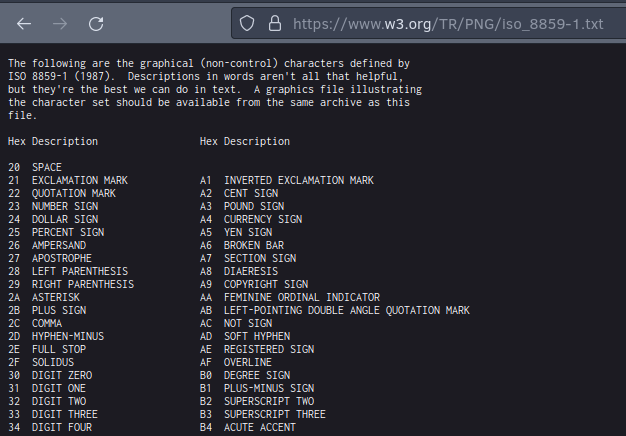 https://www.w3.org/TR/PNG/iso_8859-1.txt
The following are the graphical (non-control) characters defined by
ISO 8859-1 (1987).  Descriptions in words aren't all that helpful,
but they're the best we can do in text.  A graphics file illustrating
the character set should be available from the same archive as this
file.
Hex Description                 Hex Description
20  SPACE
21  EXCLAMATION MARK            A1  INVERTED EXCLAMATION MARK
22  QUOTATION MARK              A2  CENT SIGN
23  NUMBER SIGN                 A3  POUND SIGN
24  DOLLAR SIGN                 A4  CURRENCY SIGN
25  PERCENT SIGN                A5  YEN SIGN
26  AMPERSAND                   A6  BROKEN BAR
27  APOSTROPHE                  A7  SECTION SIGN
28  LEFT PARENTHESIS            A8  DIAERESIS
29  RIGHT PARENTHESIS           A9  COPYRIGHT SIGN
2A  ASTERISK                    AA  FEMININE ORDINAL INDICATOR
2B  PLUS SIGN                   AB  LEFT-POINTING DOUBLE ANGLE QUOTATION MARK
2C  COMMA                       AC  NOT SIGN
2D  HYPHEN-MINUS                AD  SOFT HYPHEN
2E  FULL STOP                   AE  REGISTERED SIGN
2F  SOLIDUS                     AF  OVERLINE
30  DIGIT ZERO                  B0  DEGREE SIGN
31  DIGIT ONE                   B1  PLUS-MINUS SIGN
32  DIGIT TWO                   B2  SUPERSCRIPT TWO
33  DIGIT THREE                 B3  SUPERSCRIPT THREE
34  DIGIT FOUR                  B4  ACUTE ACCENT